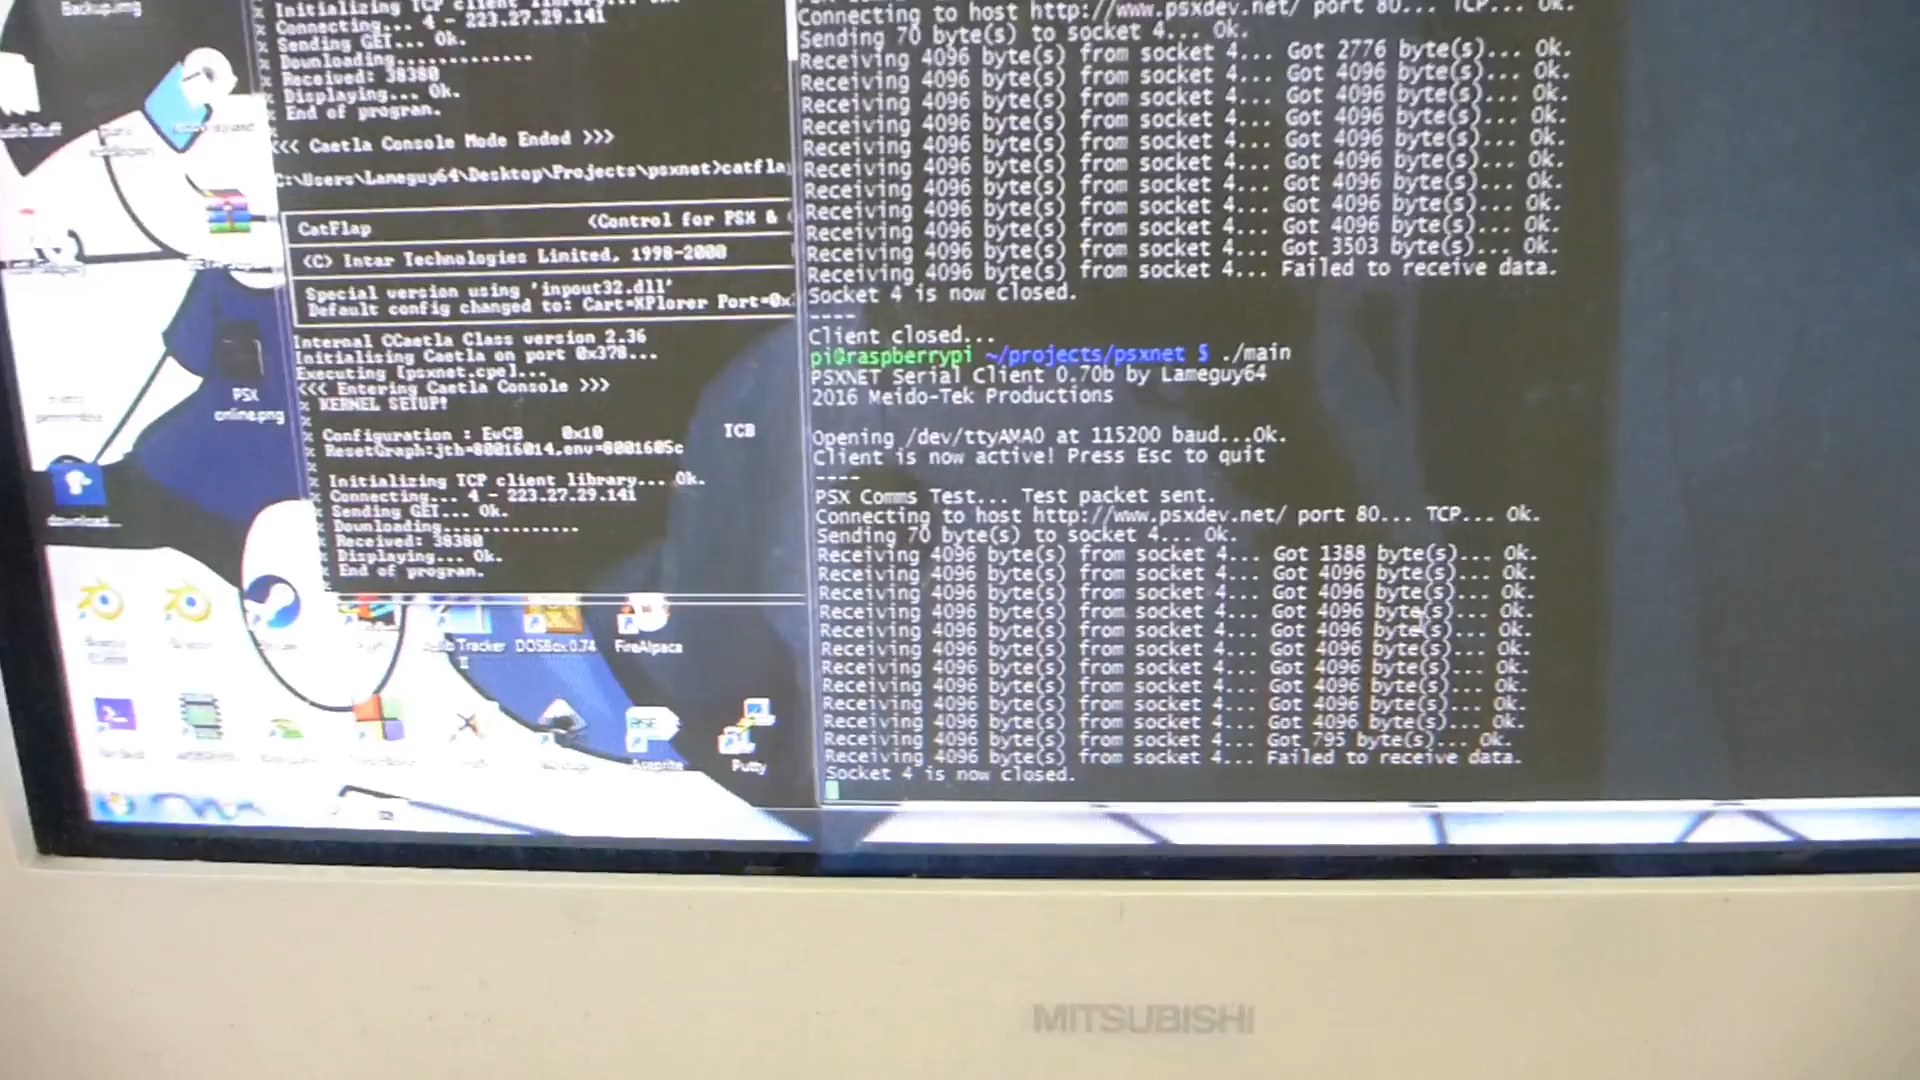 Backup.img
Initializing TCP client library... Ok.
% Connecting... 4 - 223.27.29.141
% Sending GET... Ok.
% Downloading.............
% Received: 38380
% Displaying... Ok.
% End of program.
<<< Caetla Console Mode Ended >>>
C:\Users\Lameguy64\Desktop\Projects\psxnet>catfla
CatFlap (Control for PSX &
(C) Intar Technologies Limited, 1998-2000
Special version using 'inpout32.dll'
Default config changed to: Cart=XPlorer Port=0x
Internal CCaetla Class version 2.36
Initialising Caetla on port 0x378...
Executing [psxnet.cpe]...
<<< Entering Caetla Console >>>
% KERNEL SETUP!
%
% Configuration : EvCB 0x10 TCB
% ResetGraph:jtb=80016014,env=8001605c
%
% Initializing TCP client library... Ok.
% Connecting... 4 - 223.27.29.141
% Sending GET... Ok.
% Downloading..............
% Received: 38380
% Displaying... Ok.
% End of program.
Connecting to host http://www.psxdev.net/ port 80... TCP... Ok.
Sending 70 byte(s) to socket 4... Ok.
Receiving 4096 byte(s) from socket 4... Got 2776 byte(s)... Ok.
Receiving 4096 byte(s) from socket 4... Got 4096 byte(s)... Ok.
Receiving 4096 byte(s) from socket 4... Got 4096 byte(s)... Ok.
Receiving 4096 byte(s) from socket 4... Got 4096 byte(s)... Ok.
Receiving 4096 byte(s) from socket 4... Got 4096 byte(s)... Ok.
Receiving 4096 byte(s) from socket 4... Got 4096 byte(s)... Ok.
Receiving 4096 byte(s) from socket 4... Got 4096 byte(s)... Ok.
Receiving 4096 byte(s) from socket 4... Got 4096 byte(s)... Ok.
Receiving 4096 byte(s) from socket 4... Got 4096 byte(s)... Ok.
Receiving 4096 byte(s) from socket 4... Got 3503 byte(s)... Ok.
Receiving 4096 byte(s) from socket 4... Failed to receive data.
Socket 4 is now closed.
----
Client closed...
pi@raspberrypi ~/projects/psxnet $ ./main
PSXNET Serial Client 0.70b by Lameguy64
2016 Meido-Tek Productions
Opening /dev/ttyAMA0 at 115200 baud...Ok.
Client is now active! Press Esc to quit
----
PSX Comms Test... Test packet sent.
Connecting to host http://www.psxdev.net/ port 80... TCP... Ok.
Sending 70 byte(s) to socket 4... Ok.
Receiving 4096 byte(s) from socket 4... Got 1388 byte(s)... Ok.
Receiving 4096 byte(s) from socket 4... Got 4096 byte(s)... Ok.
Receiving 4096 byte(s) from socket 4... Got 4096 byte(s)... Ok.
Receiving 4096 byte(s) from socket 4... Got 4096 byte(s)... Ok.
Receiving 4096 byte(s) from socket 4... Got 4096 byte(s)... Ok.
Receiving 4096 byte(s) from socket 4... Got 4096 byte(s)... Ok.
Receiving 4096 byte(s) from socket 4... Got 4096 byte(s)... Ok.
Receiving 4096 byte(s) from socket 4... Got 4096 byte(s)... Ok.
Receiving 4096 byte(s) from socket 4... Got 4096 byte(s)... Ok.
Receiving 4096 byte(s) from socket 4... Got 4096 byte(s)... Ok.
Receiving 4096 byte(s) from socket 4... Got 795 byte(s)... Ok.
Receiving 4096 byte(s) from socket 4... Failed to receive data.
Socket 4 is now closed.
PSX
online.png
download...
Tracker
II
DOSBox 0.74
FireAlpaca
ASE
Aseprite
Putty
MITSUBISHI